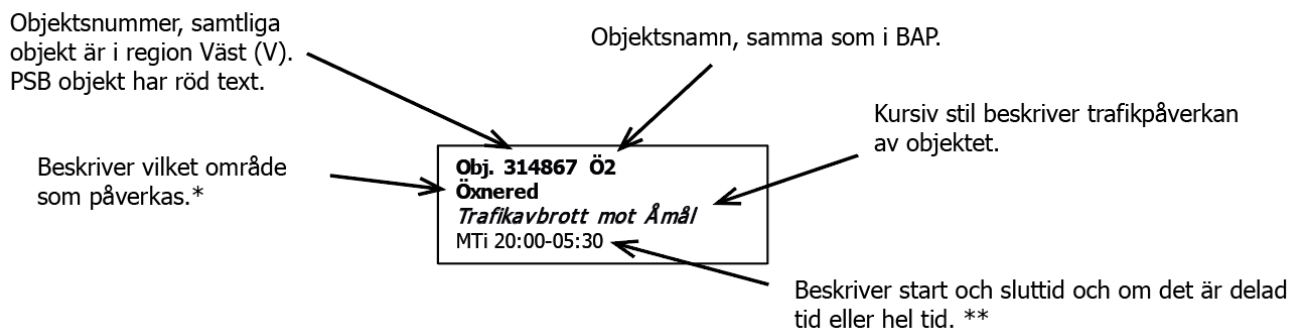 Objektsnummer, samtliga
objekt är i region Väst (V).
PSB objekt har röd text.
Objektsnamn, samma som i BAP.
Kursiv stil beskriver trafikpåverkan
av objektet.
Beskriver vilket område
som påverkas.*
Obj. 314867 Ö2
Öxnered
Trafikavbrott mot Åmål
MTi 20:00-05:30
Beskriver start och sluttid och om det är delad
tid eller hel tid. **